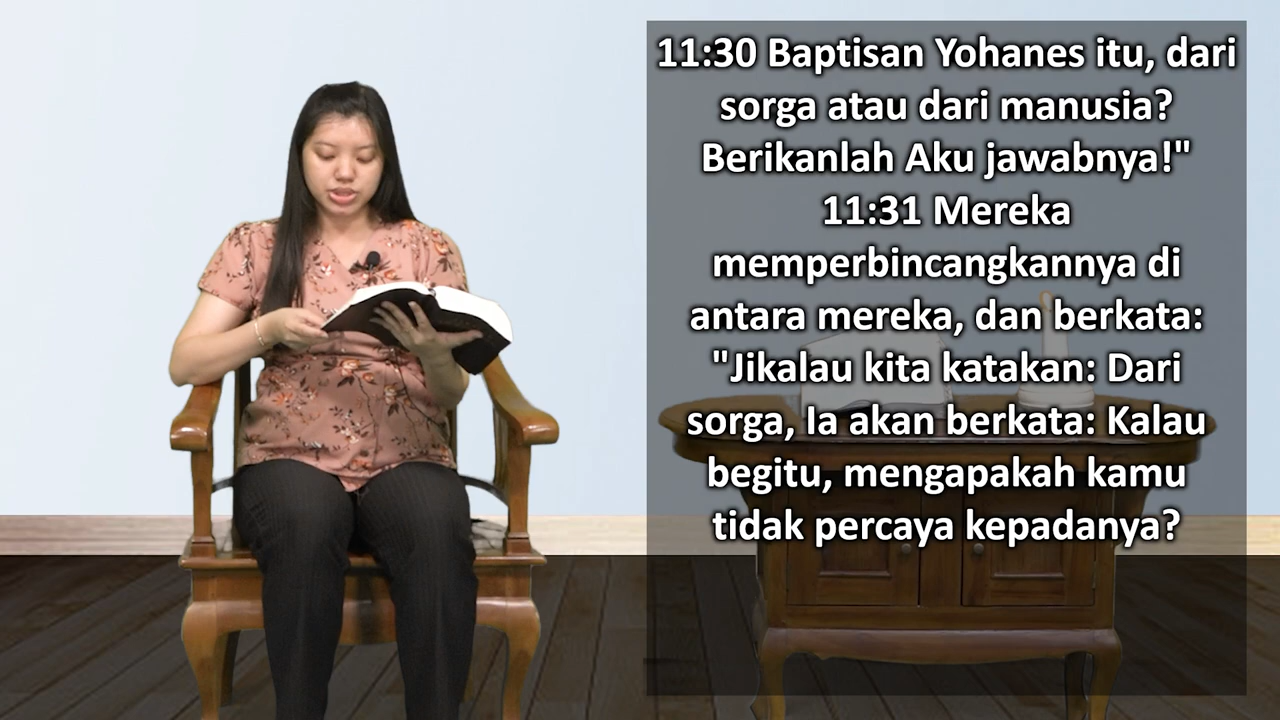 11:30 Baptisan Yohanes itu, dari
sorga atau dari manusia?
Berikanlah Aku jawabnya!"
11:31 Mereka
memperbincangkannya di
antara mereka, dan berkata:
"Jikalau kita katakan: Dari
sorga, Ia akan berkata: Kalau
begitu, mengapakah kamu
tidak percaya kepadanya?